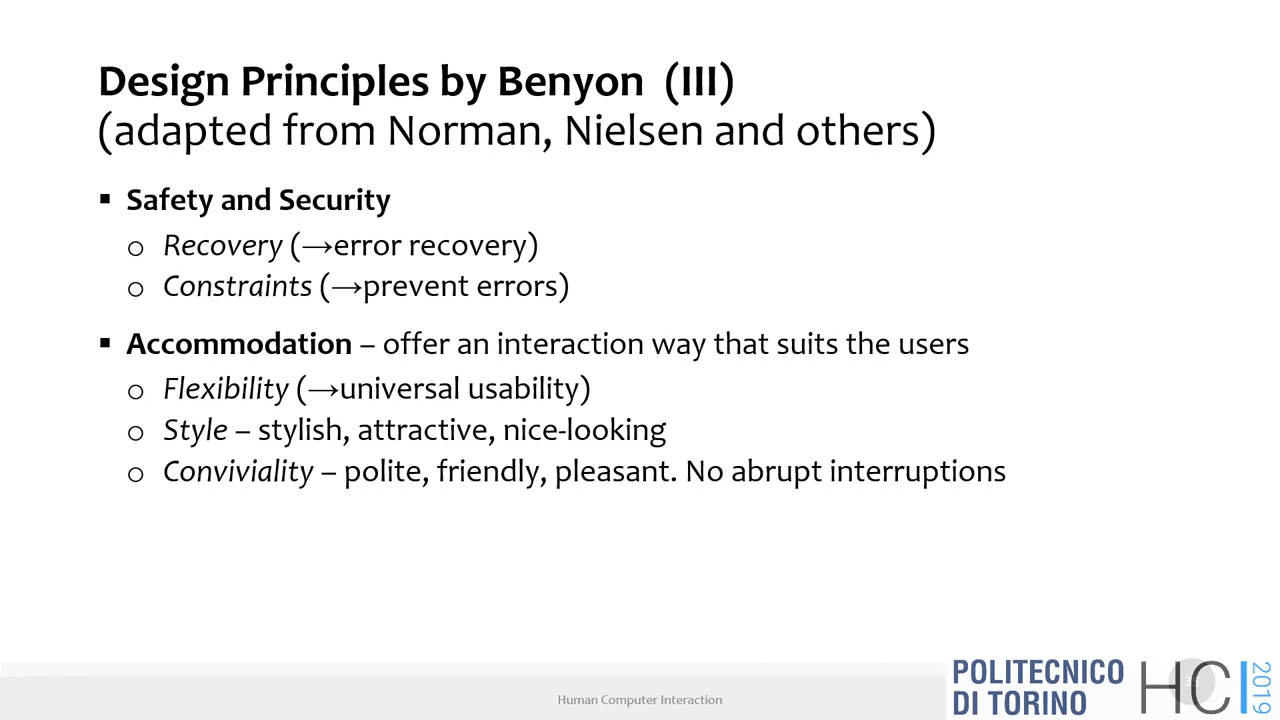 Design Principles by Benyon (III)
(adapted from Norman, Nielsen and others)
▪ Safety and Security
o Recovery (→error recovery)
o Constraints (→prevent errors)
▪ Accommodation – offer an interaction way that suits the users
o Flexibility (→universal usability)
o Style – stylish, attractive, nice-looking
o Conviviality – polite, friendly, pleasant. No abrupt interruptions
Human Computer Interaction
POLITECNICO
DI TORINO
HCI
2019